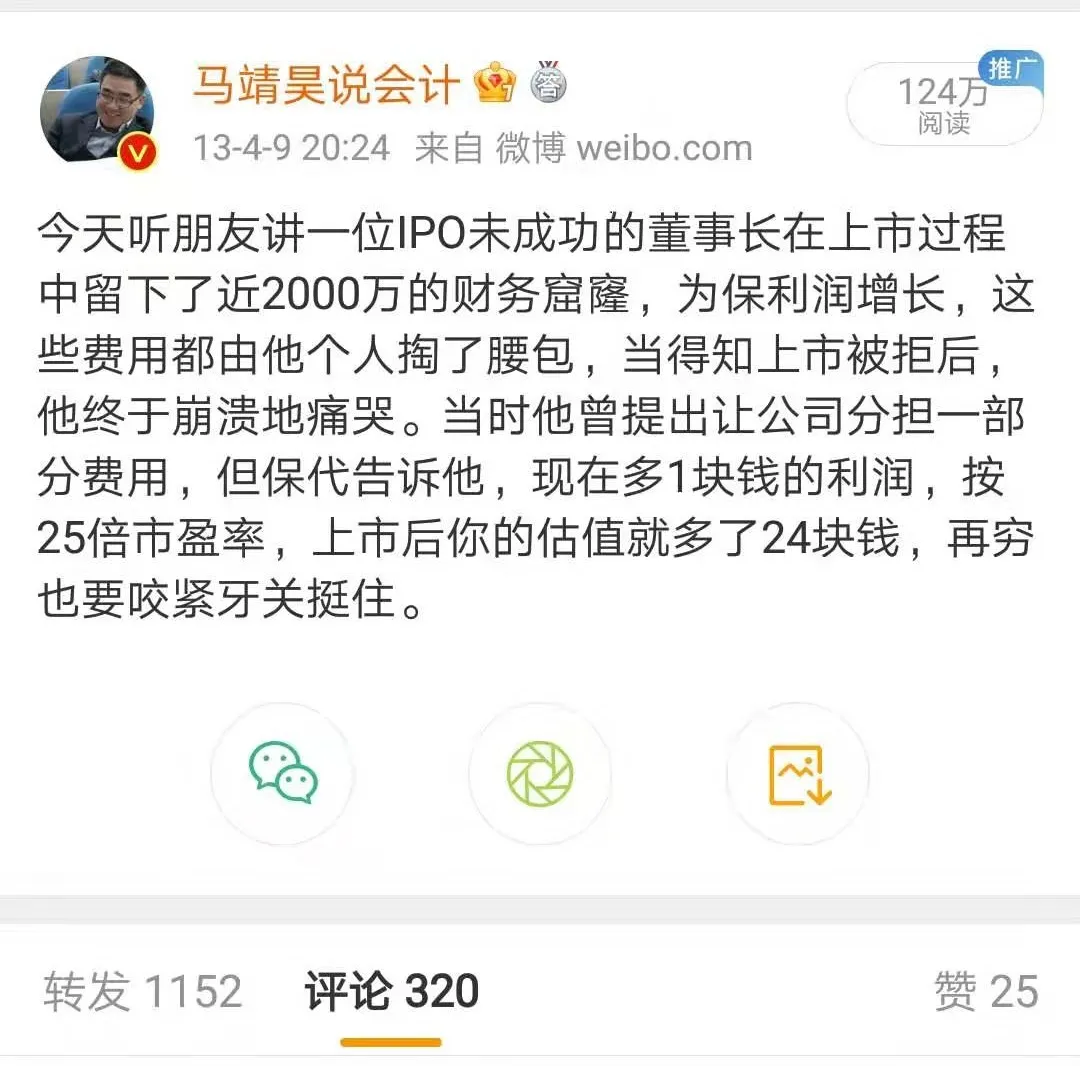 马靖昊说会计
答
推广
124万
阅读
V
13-4-9 20:24 来自 微博 weibo.com
今天听朋友讲一位IPO未成功的董事长在上市过程
中留下了近2000万的财务窟窿，为保利润增长，这
些费用都由他个人掏了腰包，当得知上市被拒后，
他终于崩溃地痛哭。当时他曾提出让公司分担一部
分费用，但保代告诉他，现在多1块钱的利润，按
25倍市盈率，上市后你的估值就多了24块钱，再穷
也要咬紧牙关挺住。
转发 1152 评论 320 赞 25